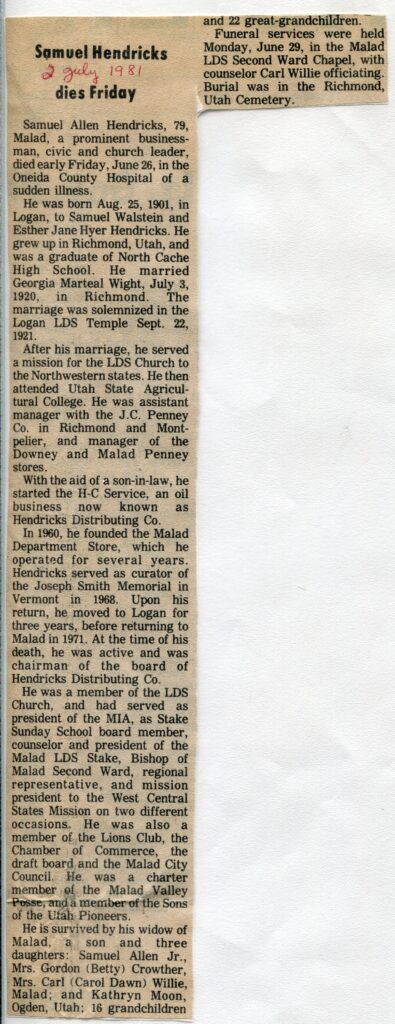 Samuel Hendricks
2 July 1981
dies Friday
Samuel Allen Hendricks, 79,
Malad, a prominent business-
man, civic and church leader,
died early Friday, June 26, in the
Oneida County Hospital of a
sudden illness.
He was born Aug. 25, 1901, in
Logan, to Samuel Walstein and
Esther Jane Hyer Hendricks. He
grew up in Richmond, Utah, and
was a graduate of North Cache
High School. He married
Georgia Marteal Wight, July 3,
1920, in Richmond. The
marriage was solemnized in the
Logan LDS Temple Sept. 22,
1921.
After his marriage, he served
a mission for the LDS Church to
the Northwestern states. He then
attended Utah State Agricul-
tural College. He was assistant
manager with the J.C. Penney
Co. in Richmond and Mont-
pelier, and manager of the
Downey and Malad Penney
stores.
With the aid of a son-in-law, he
started the H-C Service, an oil
business now known as
Hendricks Distributing Co.
In 1960, he founded the Malad
Department Store, which he
operated for several years.
Hendricks served as curator of
the Joseph Smith Memorial in
Vermont in 1968. Upon his
return, he moved to Logan for
three years, before returning to
Malad in 1971. At the time of his
death, he was active and was
chairman of the board of
Hendricks Distributing Co.
He was a member of the LDS
Church, and had served as
president of the MIA, as Stake
Sunday School board member,
counselor and president of the
Malad LDS Stake, Bishop of
Malad Second Ward, regional
representative, and mission
president to the West Central
States Mission on two different
occasions. He was also a
member of the Lions Club, the
Chamber of Commerce, the
draft board and the Malad City
Council. He was a charter
member of the Malad Valley
Posse, and a member of the Sons
of the Utah Pioneers.
He is survived by his widow of
Malad, a son and three
daughters: Samuel Allen Jr.,
Mrs. Gordon (Betty) Crowther,
Mrs. Carl (Carol Dawn) Willie,
Malad; and Kathryn Moon,
Ogden, Utah; 16 grandchildren
and 22 great-grandchildren.
Funeral services were held
Monday, June 29, in the Malad
LDS Second Ward Chapel, with
counselor Carl Willie officiating.
Burial was in the Richmond,
Utah Cemetery.